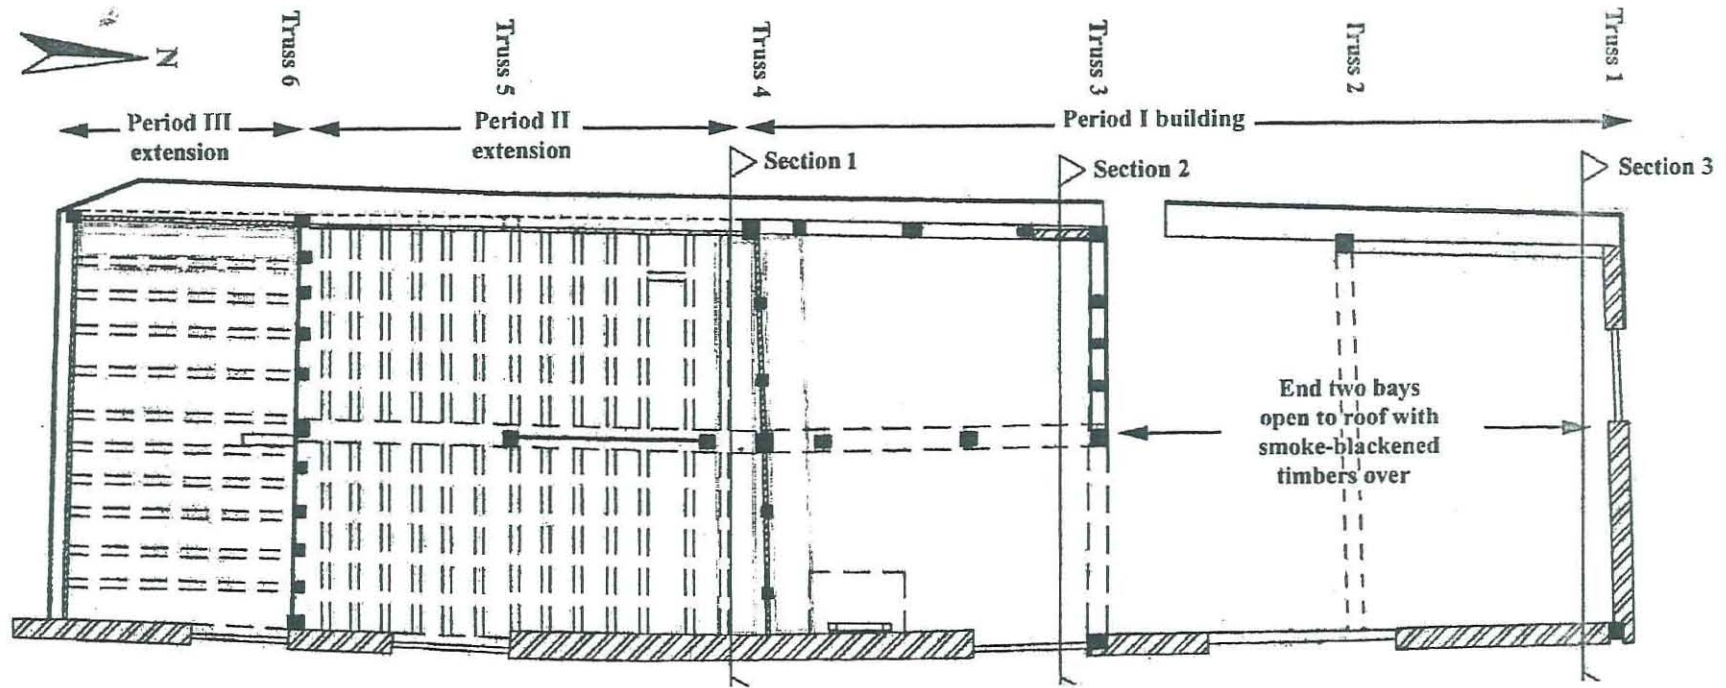 N
Truss 6
Truss 5
Truss 4
Truss 3
Truss 2
Truss 1
Period III
extension
Period II
extension
Period I building
Section 1
Section 2
Section 3
End two bays
open to roof with
smoke-blackened
timbers over